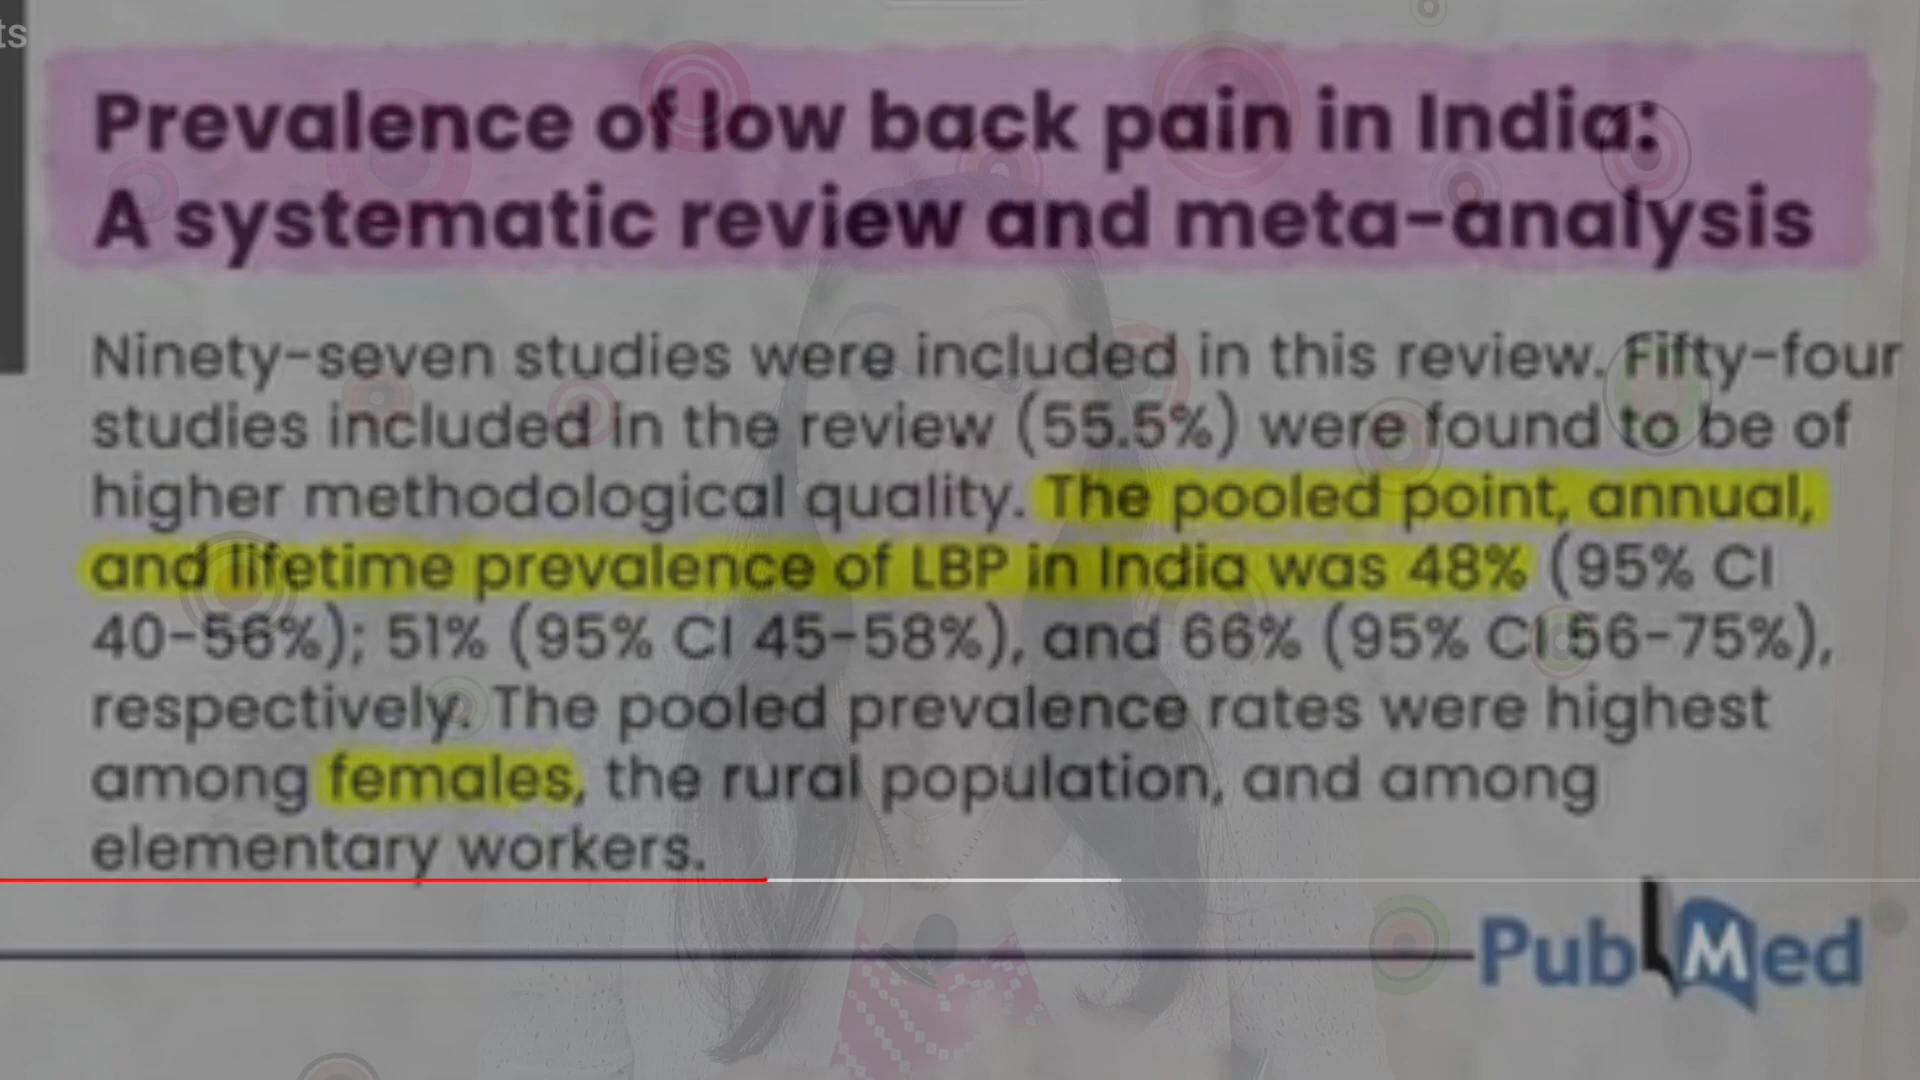 ts
Prevalence of low back pain in India:
A systematic review and meta-analysis
Ninety-seven studies were included in this review. Fifty-four
studies included in the review (55.5%) were found to be of
higher methodological quality. The pooled point, annual,
and lifetime prevalence of LBP in India was 48% (95% CI
40-56%); 51% (95% CI 45-58%), and 66% (95% CI 56-75%),
respectively. The pooled prevalence rates were highest
among females, the rural population, and among
elementary workers.
PubMed